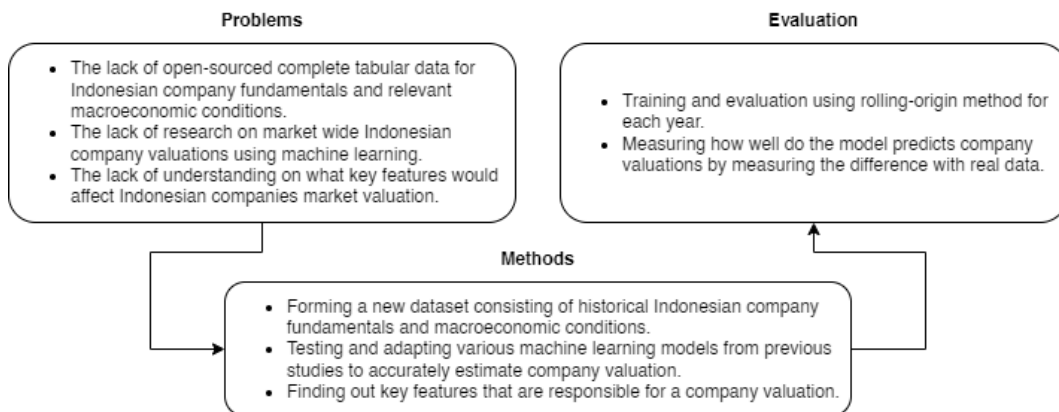 Problems
The lack of open-sourced complete tabular data for
Indonesian company fundamentals and relevant
macroeconomic conditions.
The lack of research on market wide Indonesian
company valuations using machine learning.
The lack of understanding on what key features would
affect Indonesian companies market valuation.
Evaluation
Training and evaluation using rolling-origin method for
each year.
Measuring how well do the model predicts company
valuations by measuring the difference with real data.
Methods
Forming a new dataset consisting of historical Indonesian company
fundamentals and macroeconomic conditions.
Testing and adapting various machine learning models from previous
studies to accurately estimate company valuation.
Finding out key features that are responsible for a company valuation.